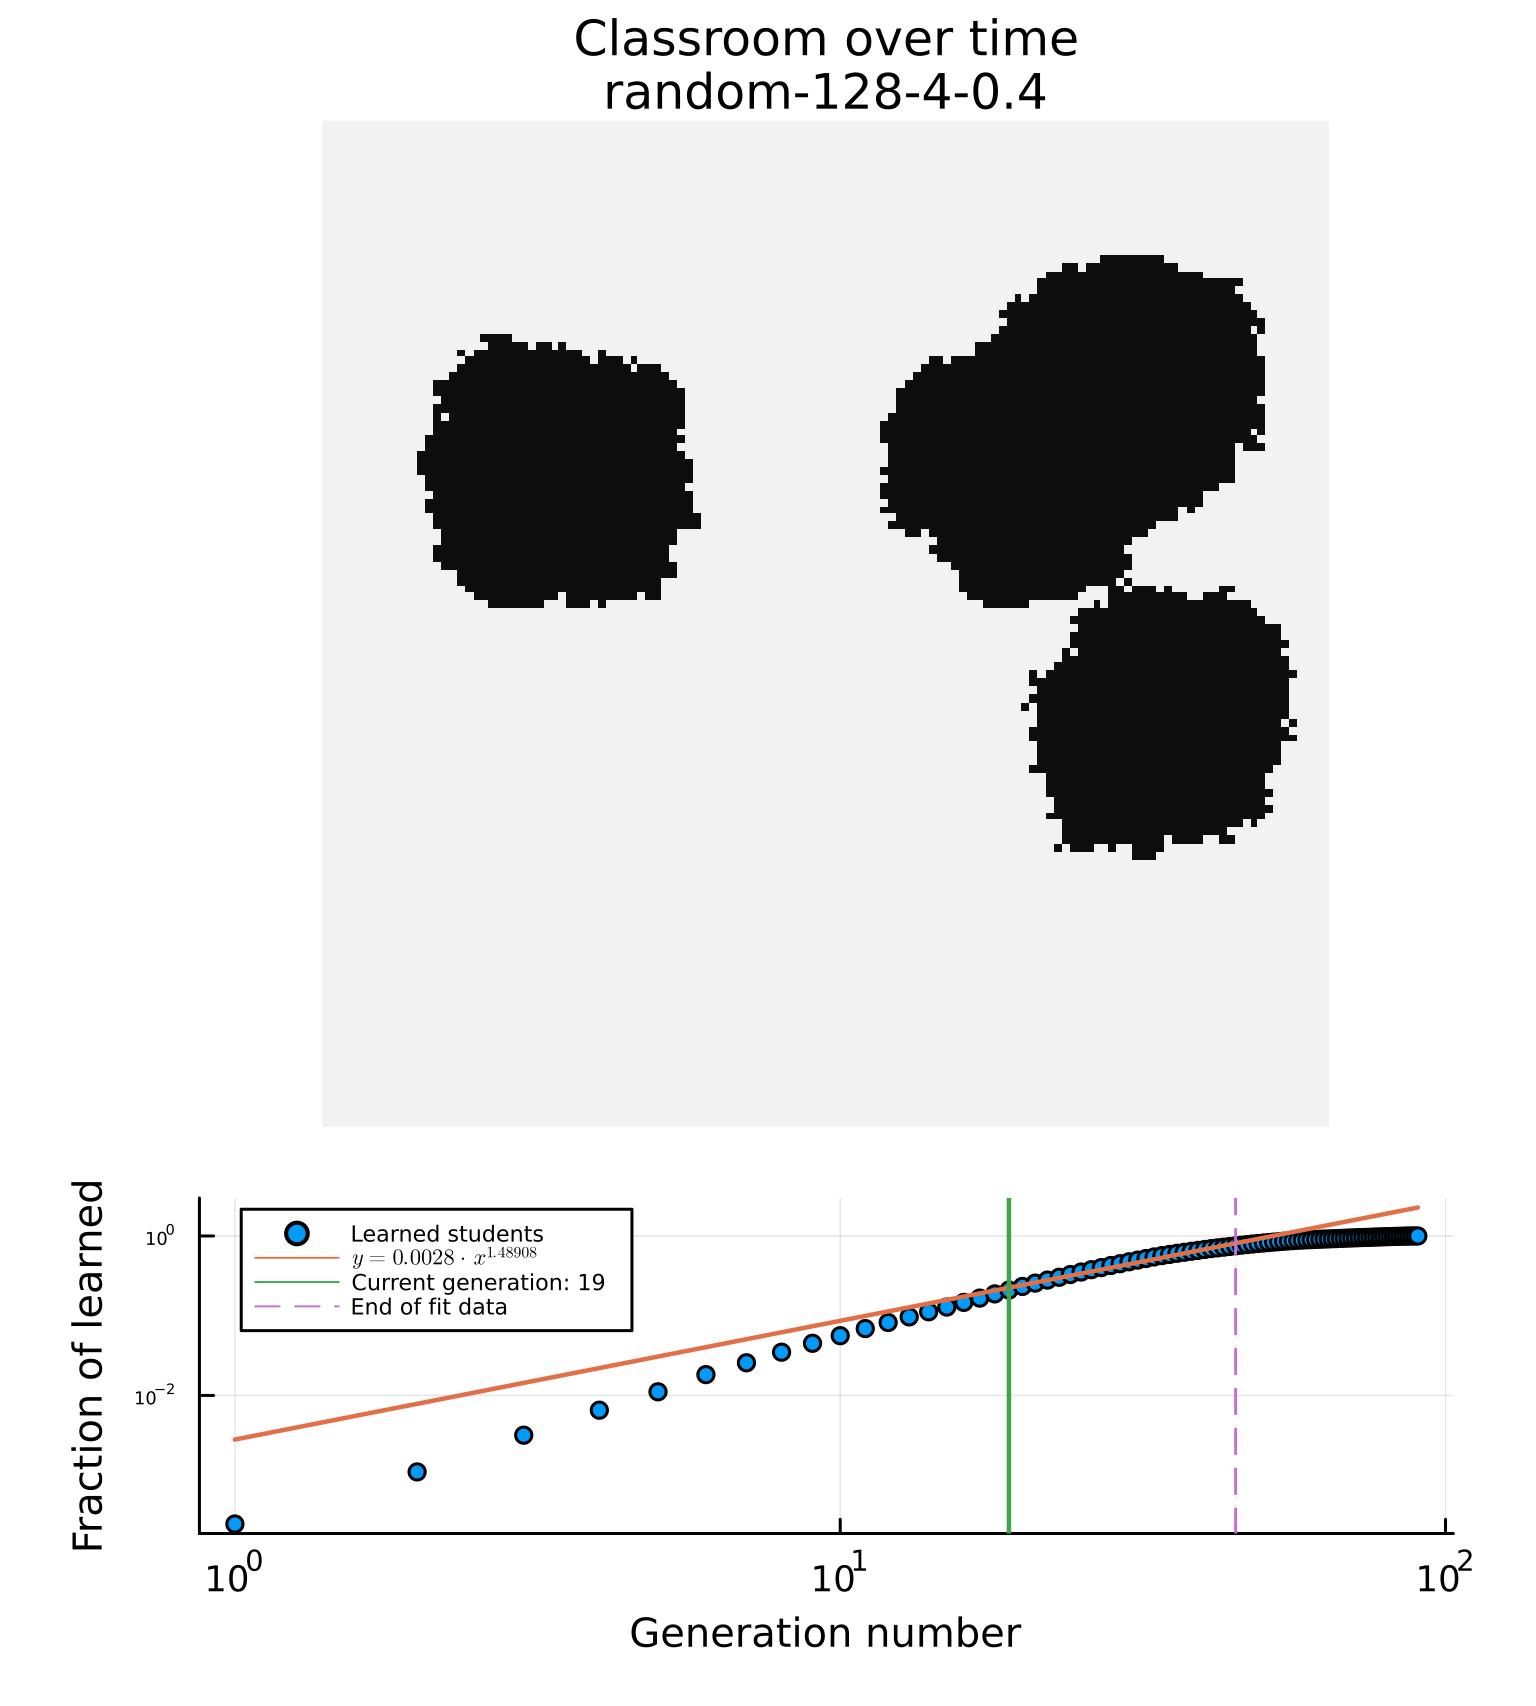 Classroom over time
random-128-4-0.4
Fraction of learned
10^0
10^-2
Learned students
y = 0.0028 · x^1.48908
Current generation: 19
End of fit data
10^0
10^1
10^2
Generation number